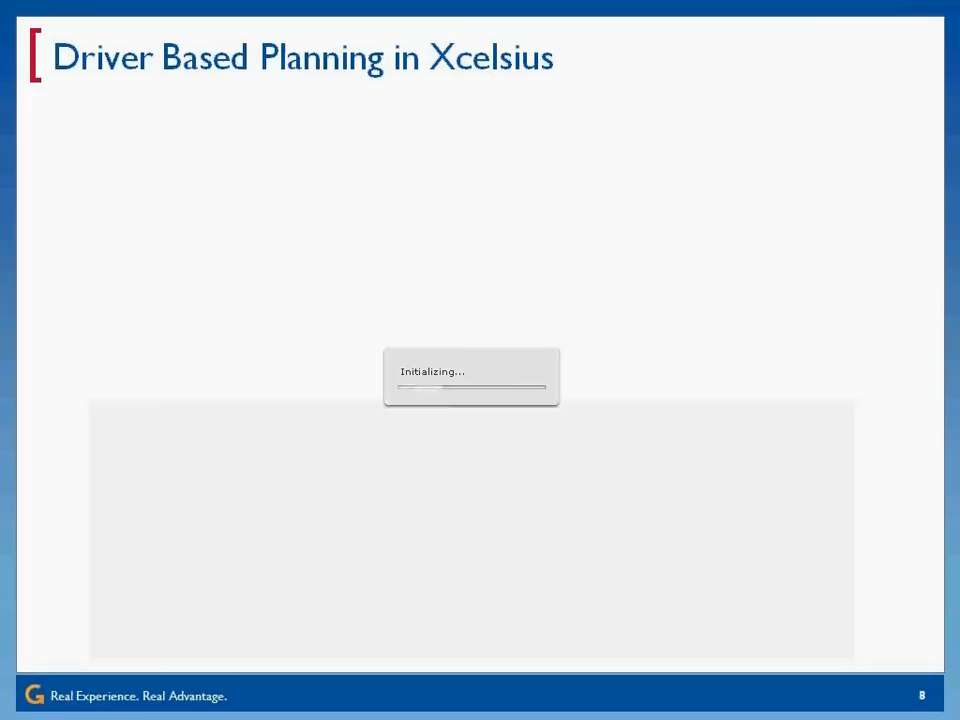 Driver Based Planning in Xcelsius
Initializing...
G Real Experience. Real Advantage.
8